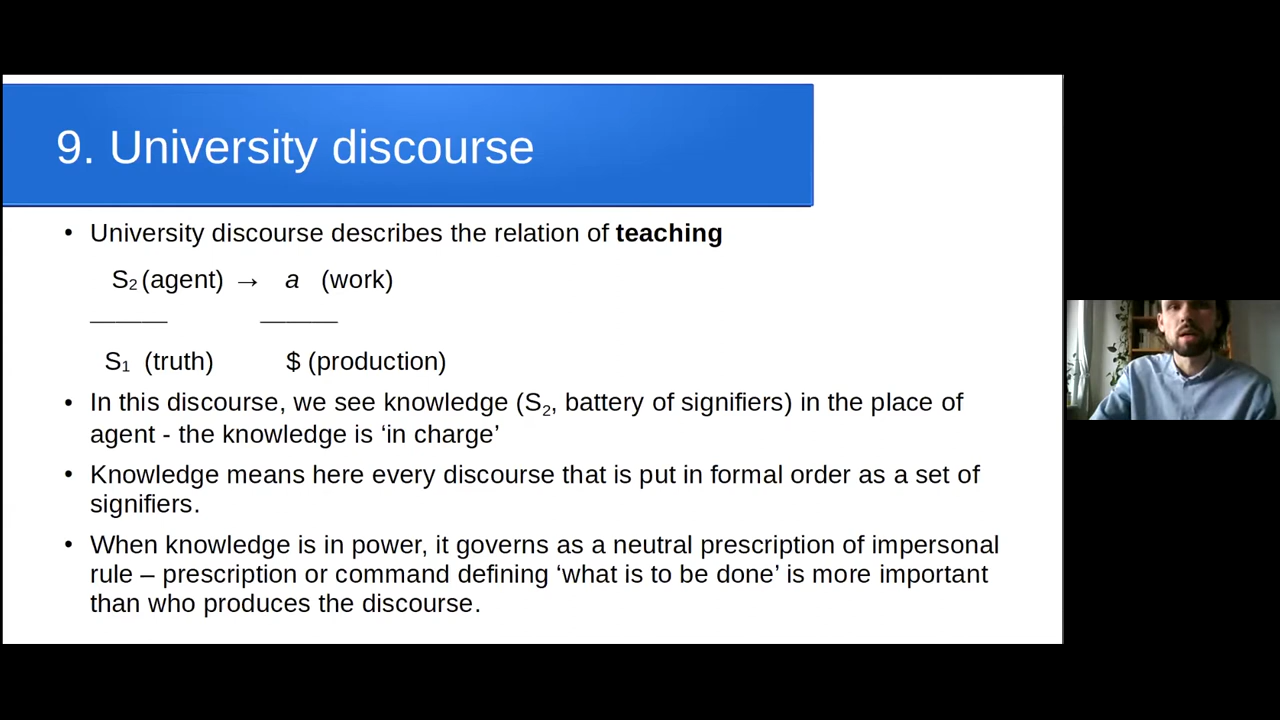 9. University discourse
• University discourse describes the relation of teaching
S₂ (agent) → a (work)
______ ______
S₁ (truth) $ (production)
• In this discourse, we see knowledge (S₂, battery of signifiers) in the place of
agent - the knowledge is ‘in charge’
• Knowledge means here every discourse that is put in formal order as a set of
signifiers.
• When knowledge is in power, it governs as a neutral prescription of impersonal
rule – prescription or command defining ‘what is to be done’ is more important
than who produces the discourse.